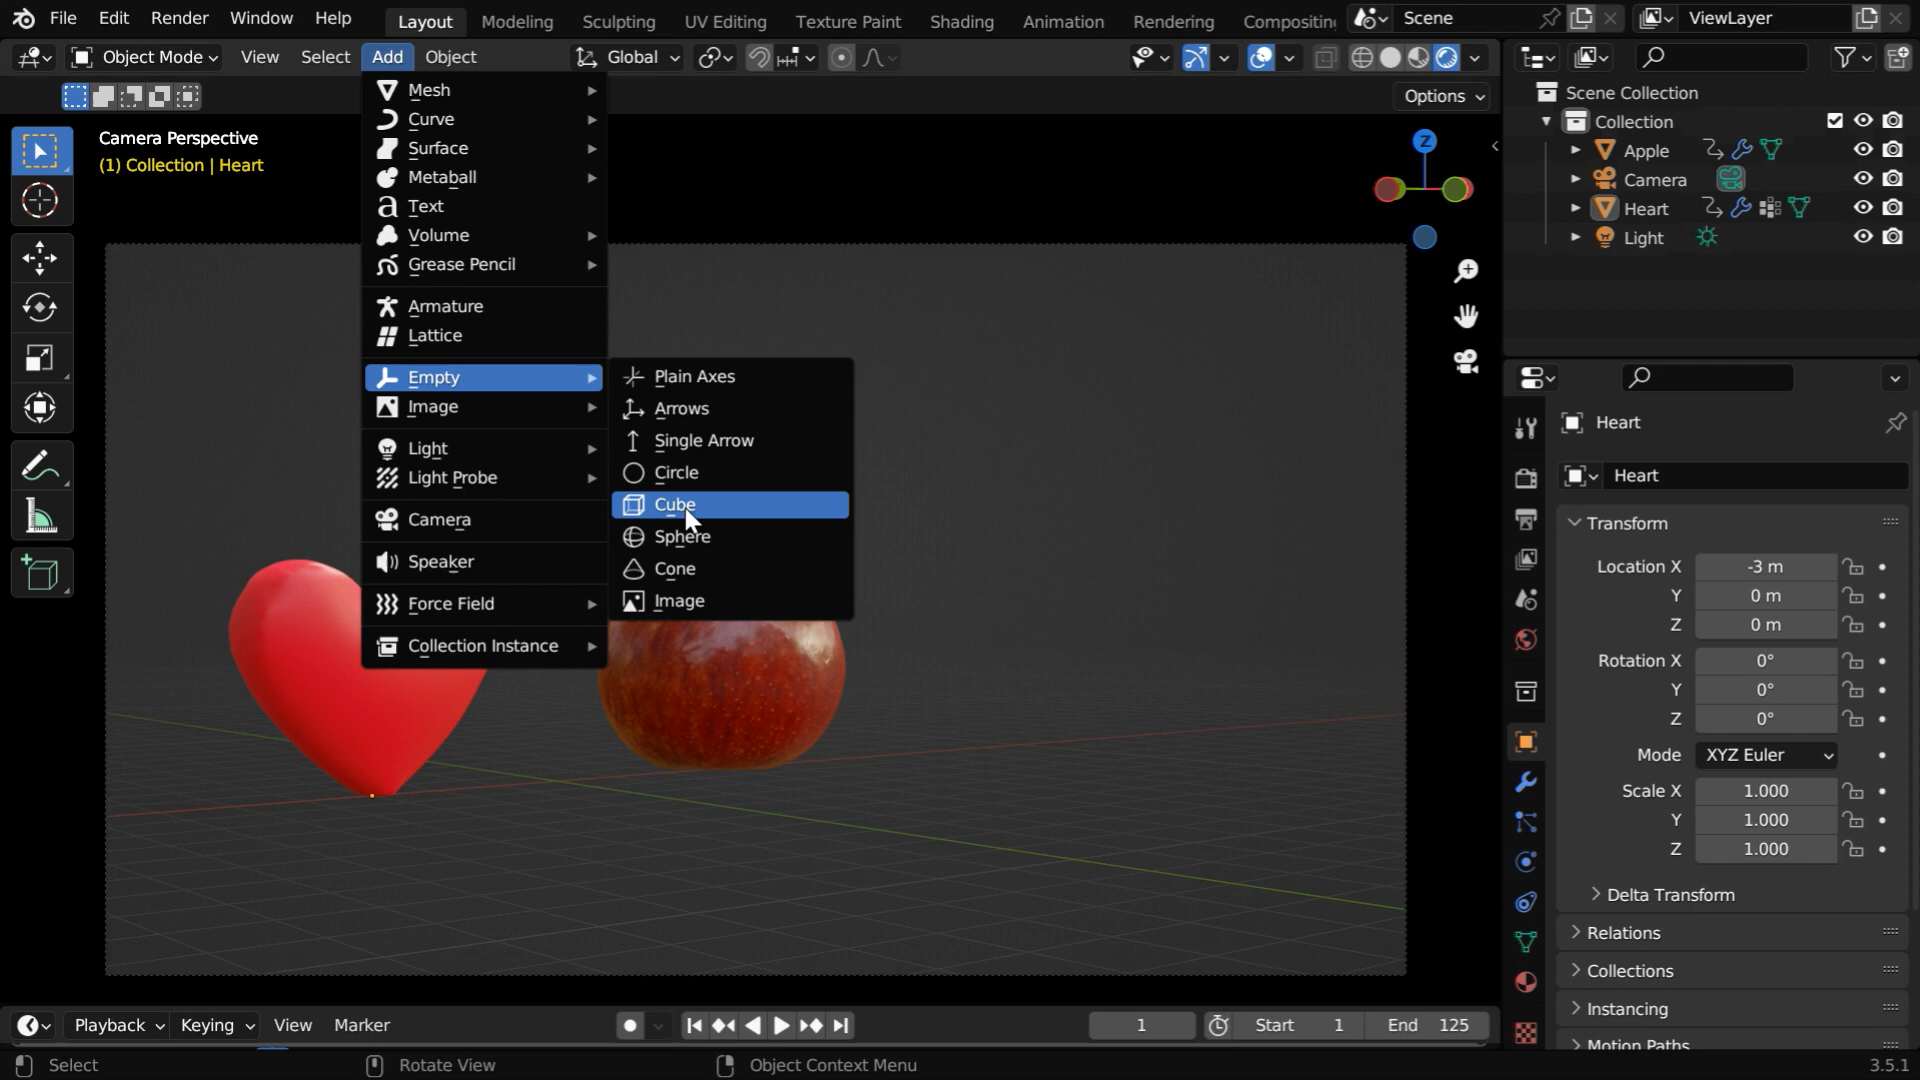 File Edit Render Window Help Layout Modeling Sculpting UV Editing Texture Paint Shading Animation Rendering Compositing Scene ViewLayer
Object Mode View Select Add Object Global
Options
Camera Perspective
(1) Collection | Heart
Mesh
Curve
Surface
Metaball
Text
Volume
Grease Pencil
Armature
Lattice
Empty
Image
Light
Light Probe
Camera
Speaker
Force Field
Collection Instance
Plain Axes
Arrows
Single Arrow
Circle
Cube
Sphere
Cone
Image
Z
Scene Collection
Collection
Apple
Camera
Heart
Light
Heart
Heart
Transform
Location X -3 m
Y 0 m
Z 0 m
Rotation X 0°
Y 0°
Z 0°
Mode XYZ Euler
Scale X 1.000
Y 1.000
Z 1.000
Delta Transform
Relations
Collections
Instancing
Motion Paths
Playback Keying View Marker 1 Start 1 End 125
Select Rotate View Object Context Menu 3.5.1